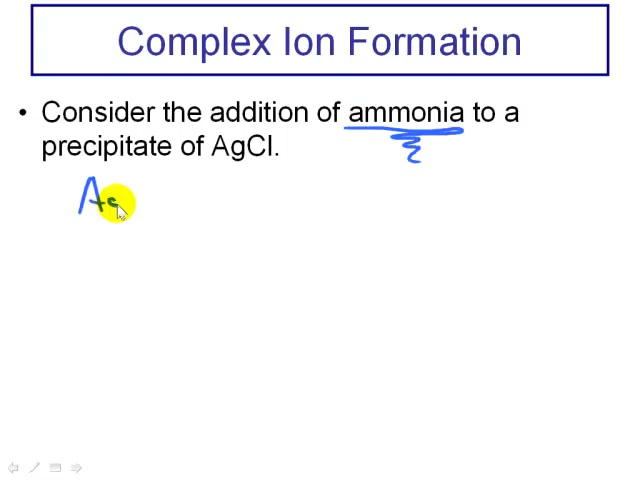 Complex Ion Formation
• Consider the addition of ammonia to a
precipitate of AgCl.